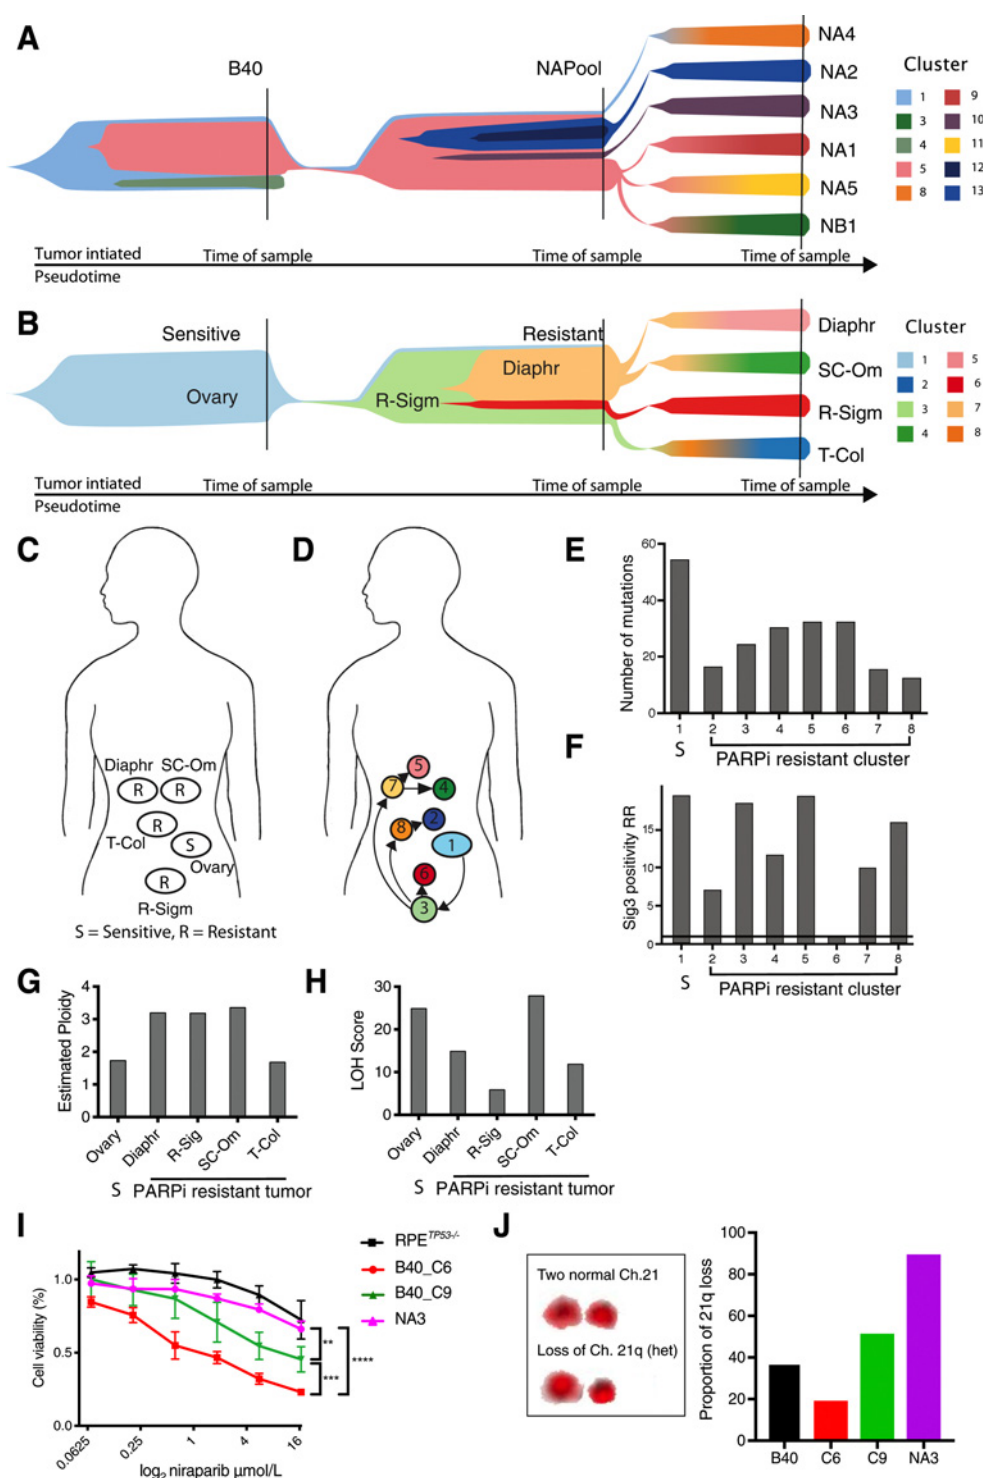 A
B40
NAPool
NA4
NA2
NA3
NA1
NA5
NB1
Cluster
1
3
4
5
8
9
10
11
12
13
Tumor intiated
Time of sample
Time of sample
Time of sample
Pseudotime
B
Sensitive
Resistant
Ovary
R-Sigm
Diaphr
Diaphr
SC-Om
R-Sigm
T-Col
Cluster
1
2
3
4
5
6
7
8
Tumor intiated
Time of sample
Time of sample
Time of sample
Pseudotime
C
Diaphr SC-Om
R R
R
T-Col
S
Ovary
R
R-Sigm
S = Sensitive, R = Resistant
D
5
7
4
2
8
1
6
3
E
Number of mutations
60
40
20
0
1 2 3 4 5 6 7 8
S
PARPi resistant cluster
F
Sig3 positivity RR
15
10
5
0
1 2 3 4 5 6 7 8
S
PARPi resistant cluster
G
Estimated Ploidy
4
3
2
1
0
Ovary
Diaphr
R-Sig
SC-Om
T-Col
S PARPi resistant tumor
H
LOH Score
30
20
10
0
Ovary
Diaphr
R-Sig
SC-Om
T-Col
S PARPi resistant tumor
I
Cell viability (%)
1.0
0.5
0.0
0.0625
0.25
1
4
16
log2 niraparib µmol/L
**
***
****
RPE TP53-/-
B40_C6
B40_C9
NA3
J
Two normal Ch.21
Loss of Ch. 21q (het)
Proportion of 21q loss
100
80
60
40
20
0
B40 C6 C9 NA3